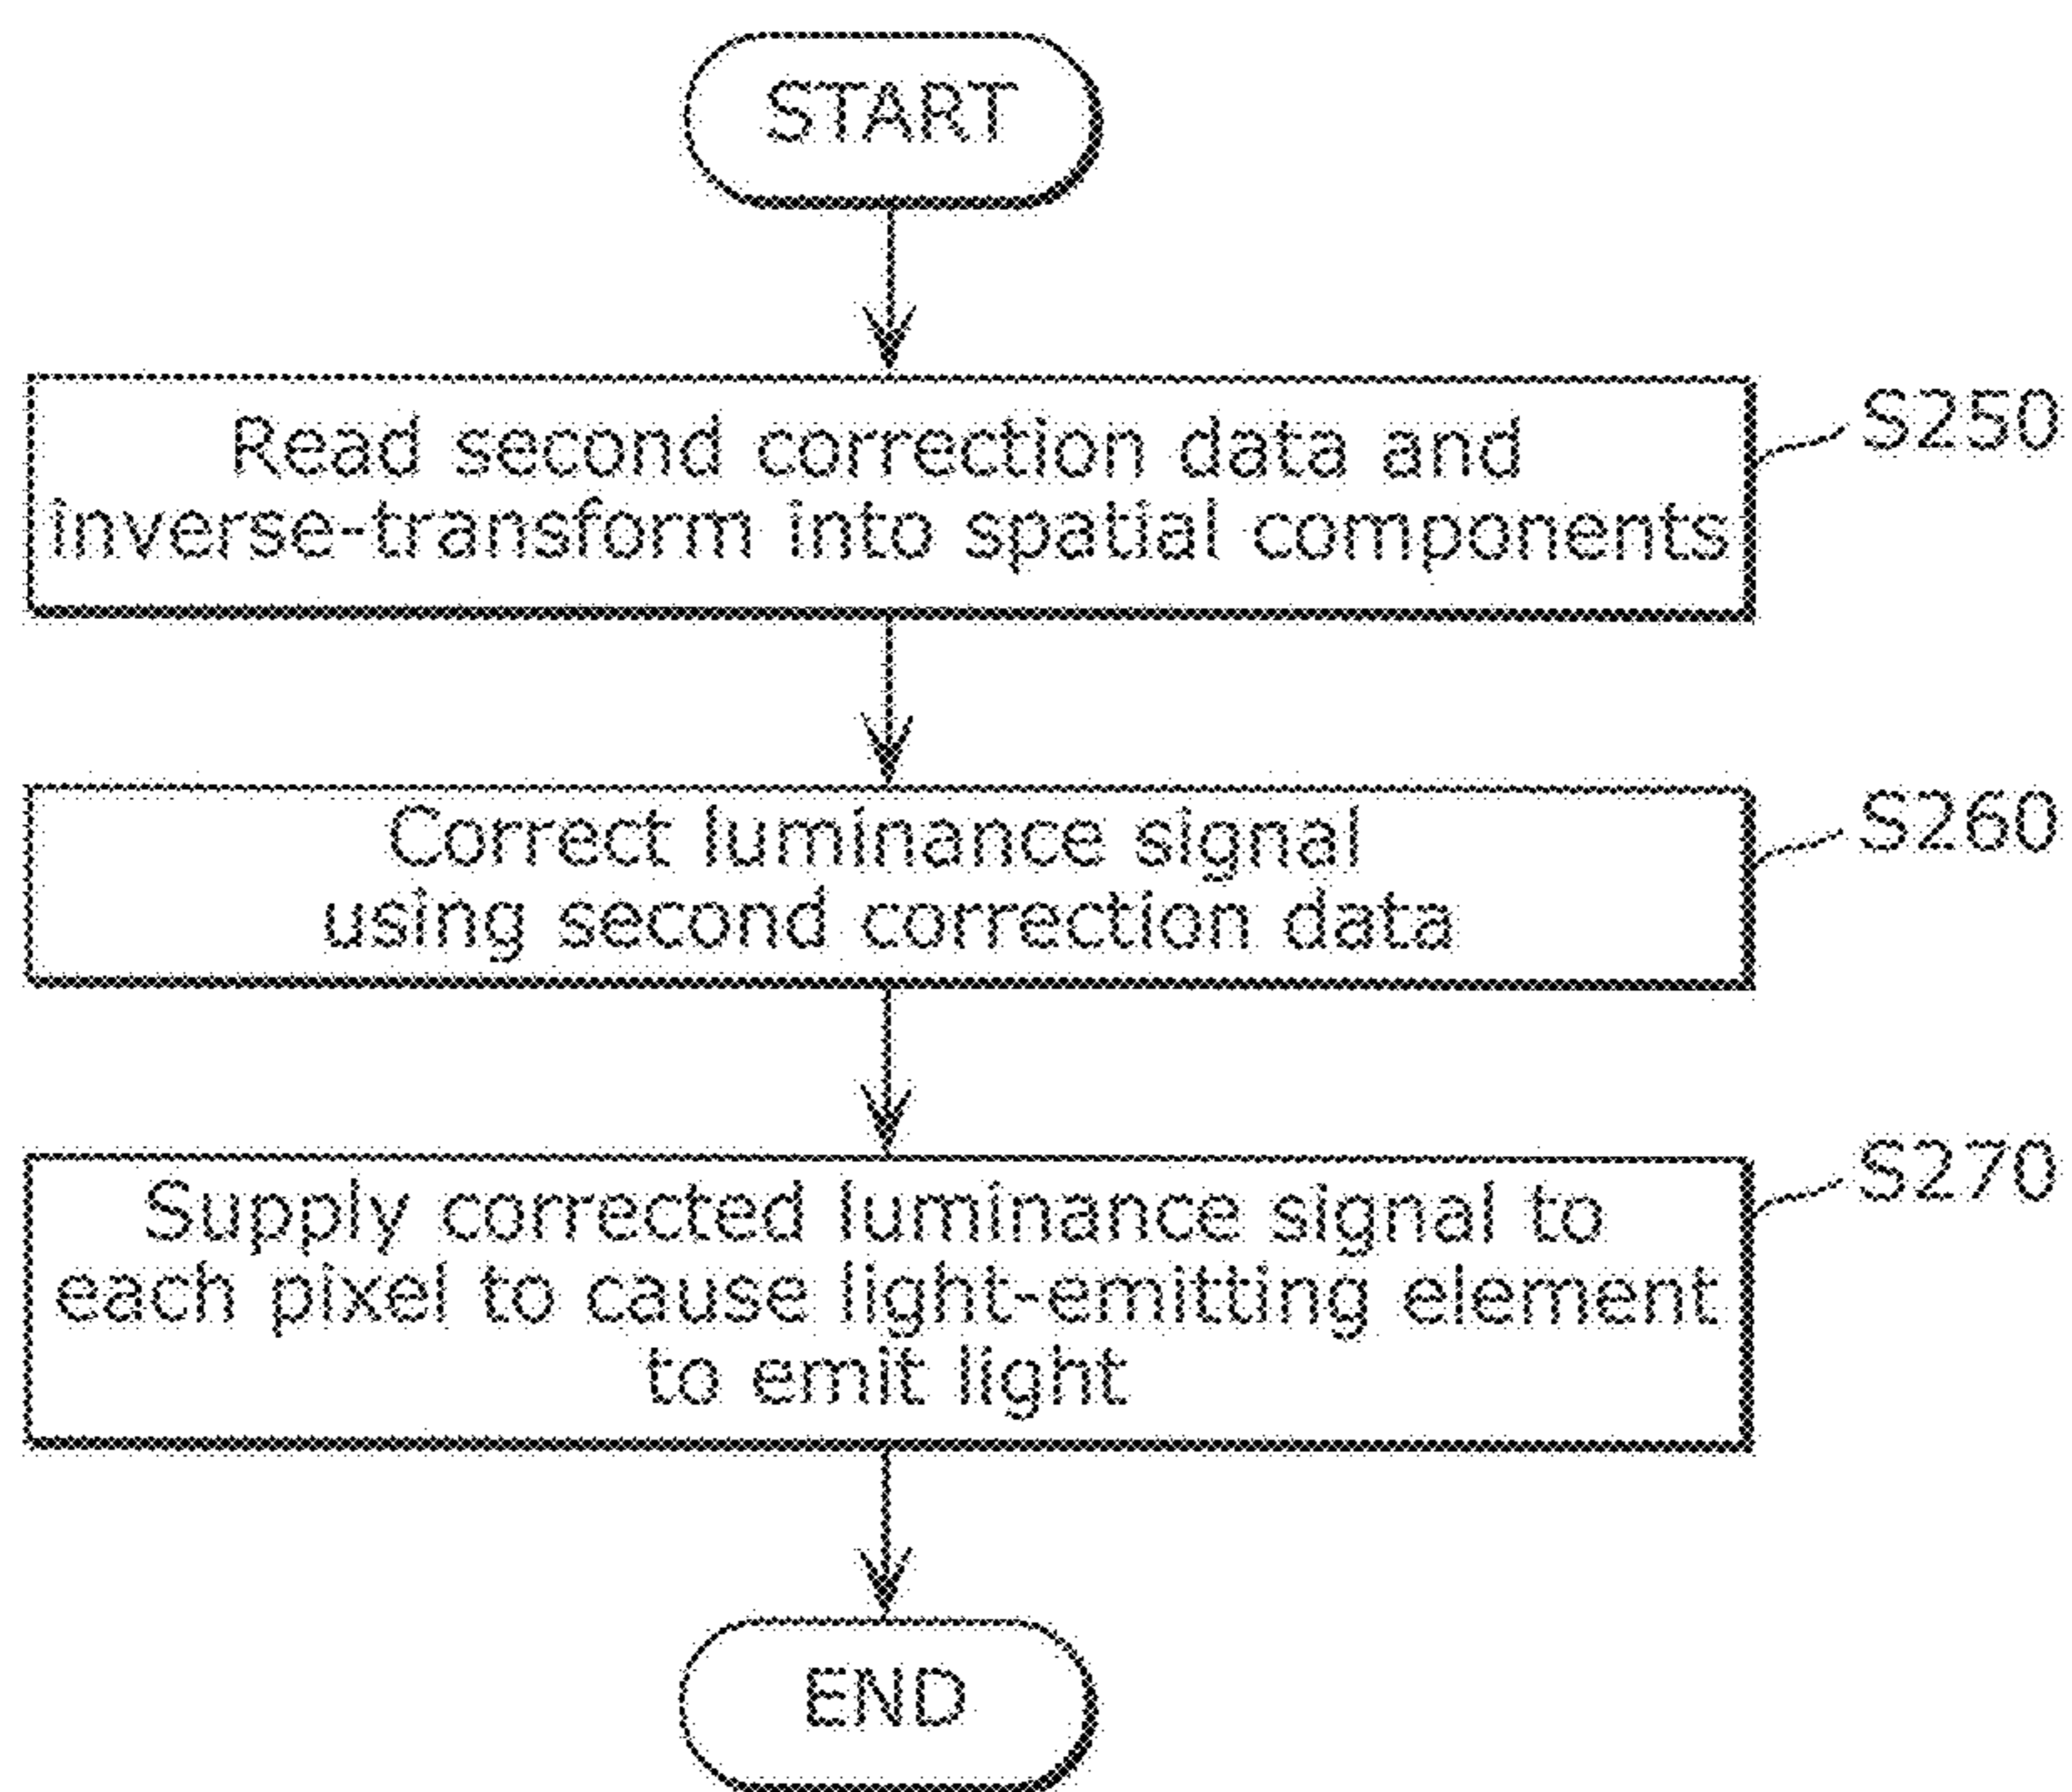 START
Read second correction data and
inverse-transform into spatial components
S250
Correct luminance signal
using second correction data
S260
Supply corrected luminance signal to
each pixel to cause light-emitting element
to emit light
S270
END